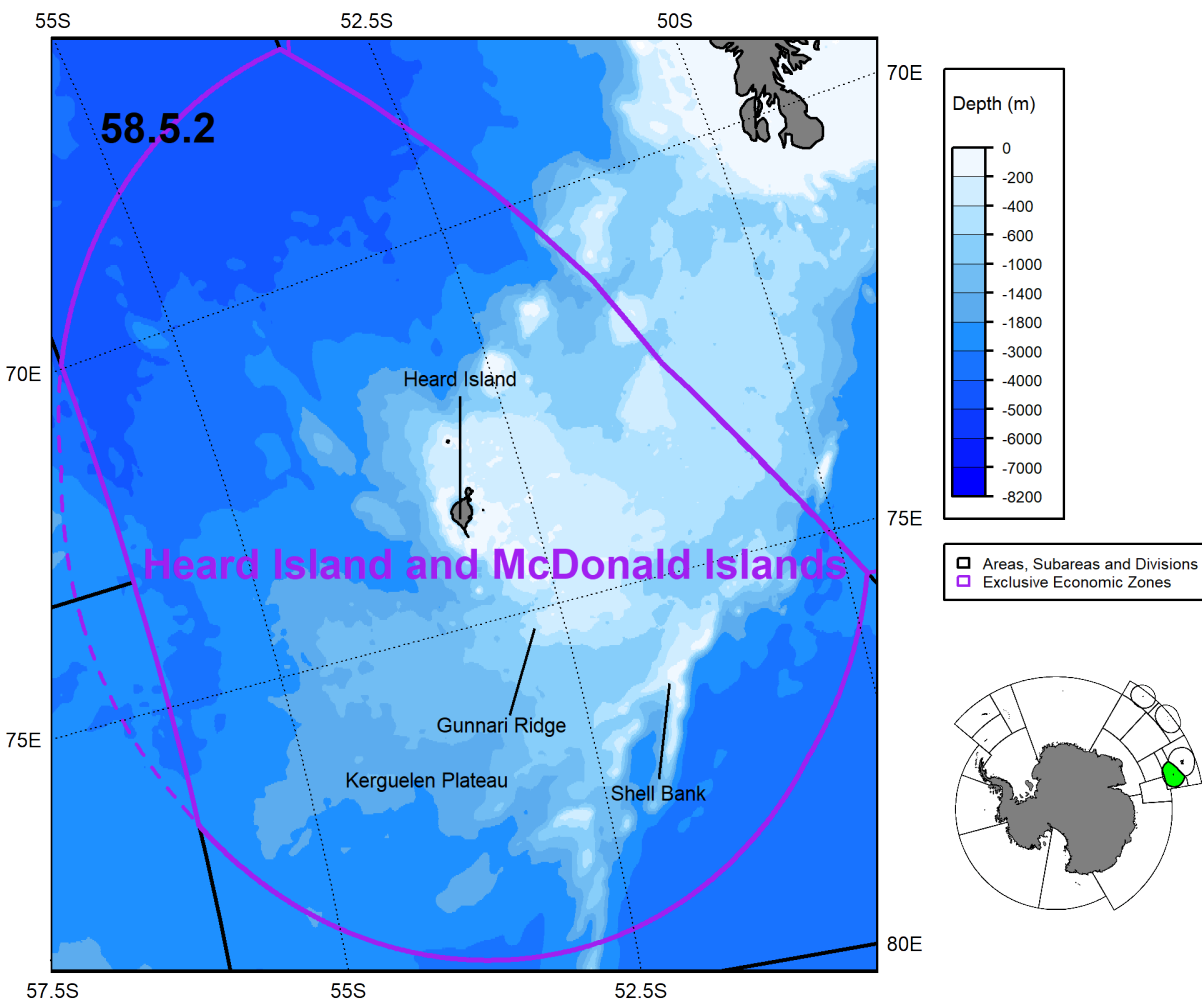 55S
52.5S
50S
70E
58.5.2
Depth (m)
0
-200
-400
-600
-1000
-1400
-1800
-3000
-4000
-5000
-6000
-7000
-8200
70E
Heard Island
75E
Heard Island and McDonald Islands
Areas, Subareas and Divisions
Exclusive Economic Zones
Gunnari Ridge
75E
Kerguelen Plateau
Shell Bank
80E
57.5S
55S
52.5S